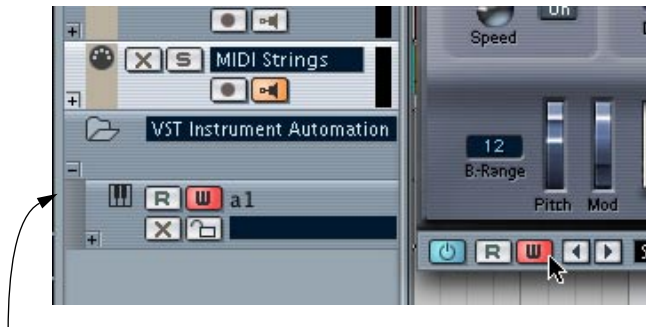 On
Speed
X S MIDI Strings
VST Instrument Automation
12
B.-Range
Pitch Mod
R W a1
X
R W